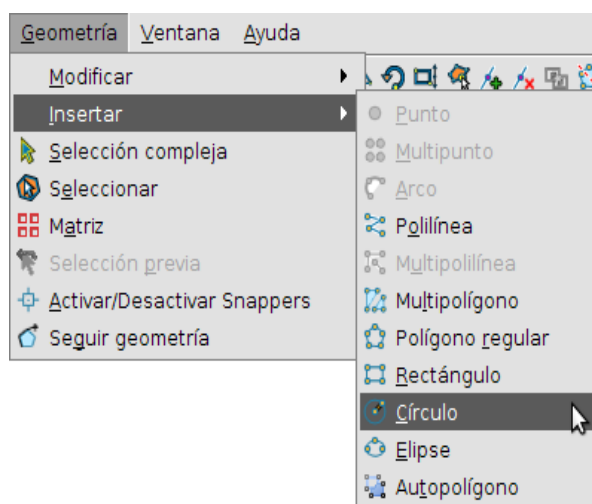 Geometría Ventana Ayuda
Modificar
Insertar
Selección compleja
Seleccionar
Matriz
Selección previa
Activar/Desactivar Snappers
Seguir geometría
Punto
Multipunto
Arco
Polilínea
Multipolilínea
Multipolígono
Polígono regular
Rectángulo
Círculo
Elipse
Autopolígono